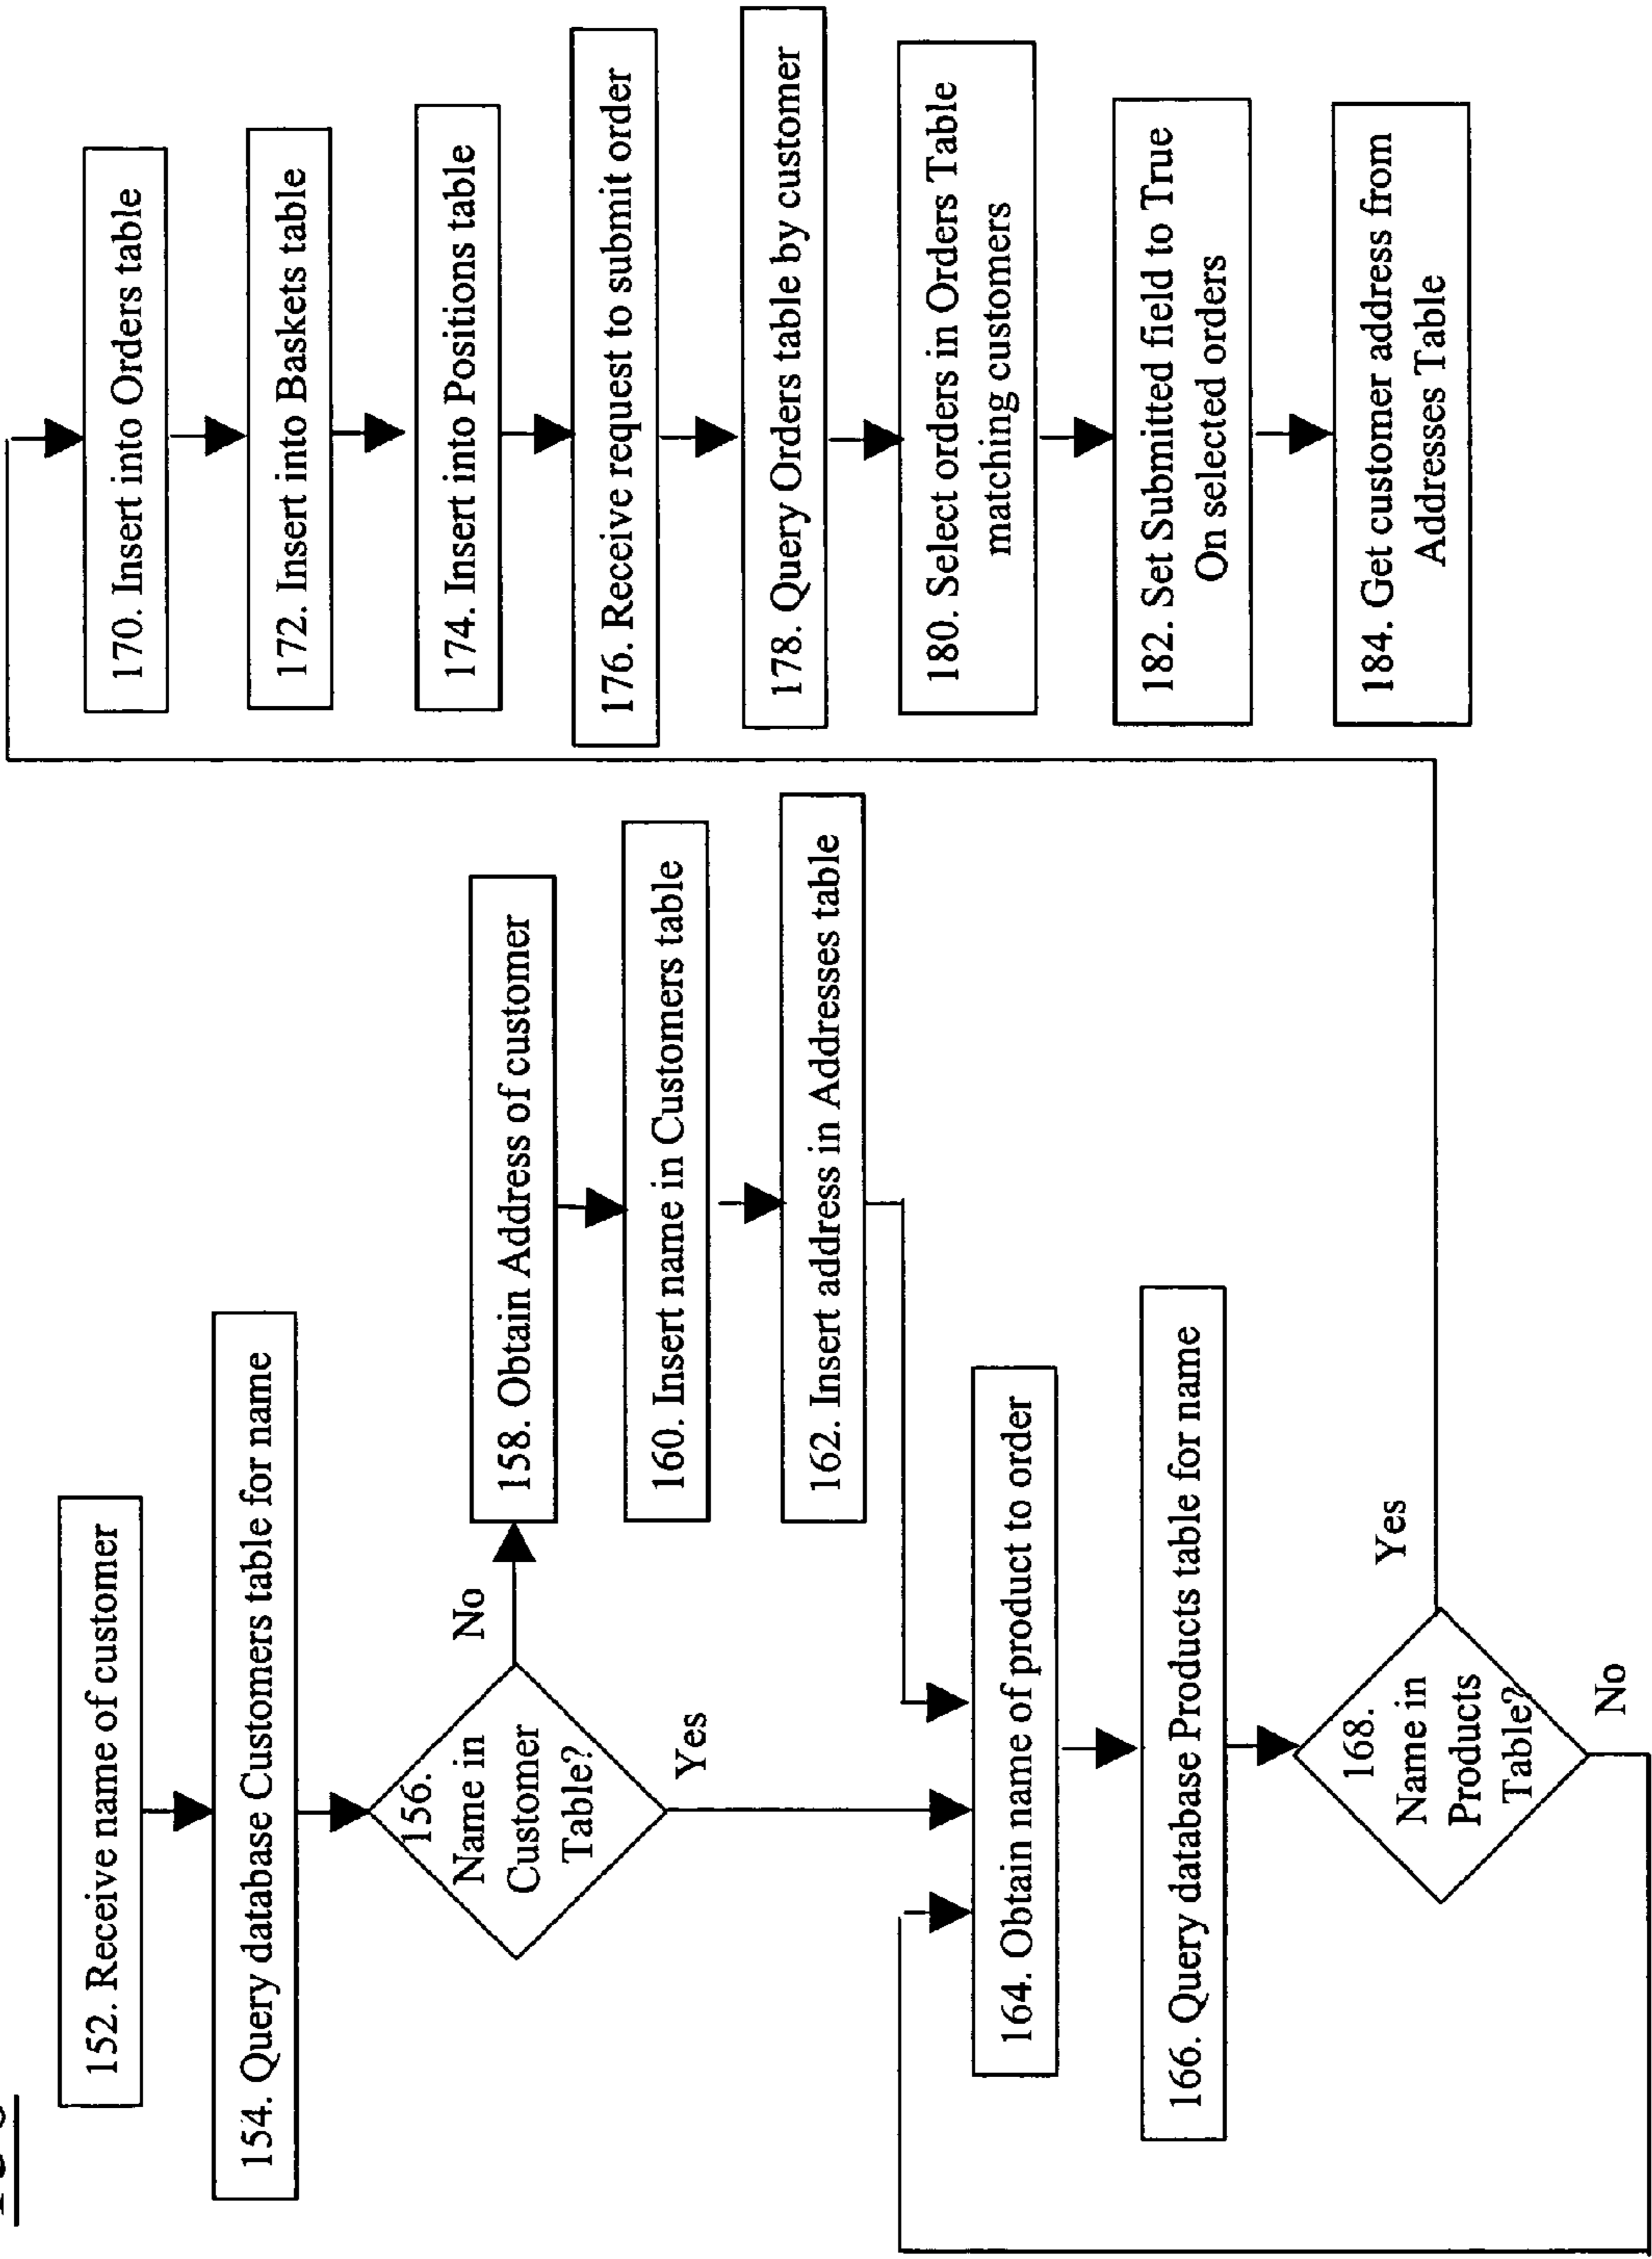 152. Receive name of customer
154. Query database Customers table for name
156.
Name in
Customer
Table?
No
Yes
158. Obtain Address of customer
160. Insert name in Customers table
162. Insert address in Addresses table
164. Obtain name of product to order
166. Query database Products table for name
168.
Name in
Products
Table?
Yes
No
170. Insert into Orders table
172. Insert into Baskets table
174. Insert into Positions table
176. Receive request to submit order
178. Query Orders table by customer
180. Select orders in Orders Table
matching customers
182. Set Submitted field to True
On selected orders
184. Get customer address from
Addresses Table